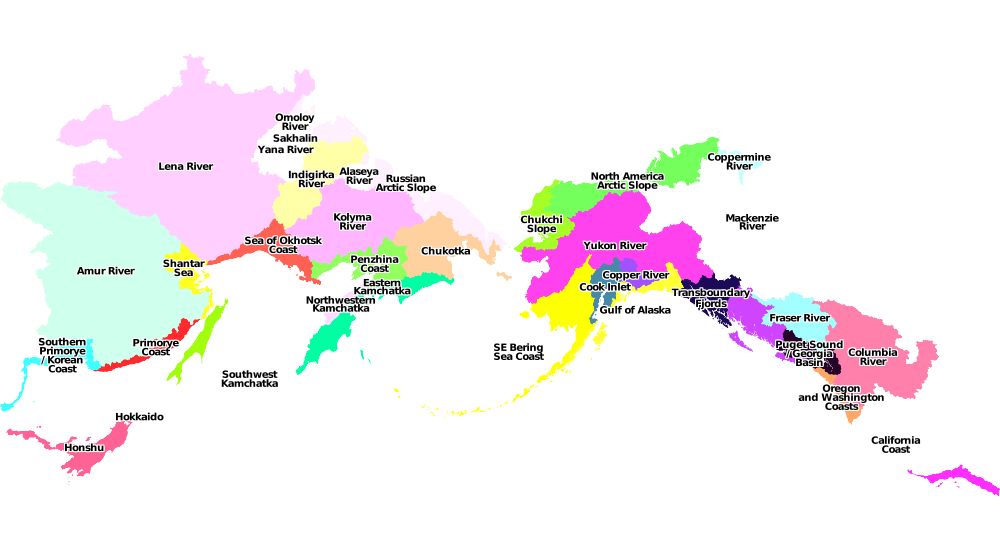 Omoloy
River
Sakhalin
Yana River
Lena River
Indigirka
River
Alaseya
River
Russian
Arctic Slope
Kolyma
River
Sea of Okhotsk
Coast
Chukotka
Penzhina
Coast
Shantar
Sea
Amur River
Eastern
Kamchatka
Northwestern
Kamchatka
Southern
Primorye
/ Korean
Coast
Primorye
Coast
Southwest
Kamchatka
Hokkaido
Honshu
Coppermine
River
North America
Arctic Slope
Chukchi
Slope
Mackenzie
River
Yukon River
Copper River
Cook Inlet
Transboundary
Fjords
Gulf of Alaska
Fraser River
SE Bering
Sea Coast
Puget Sound
/ Georgia
Basin
Columbia
River
Oregon
and Washington
Coasts
California
Coast